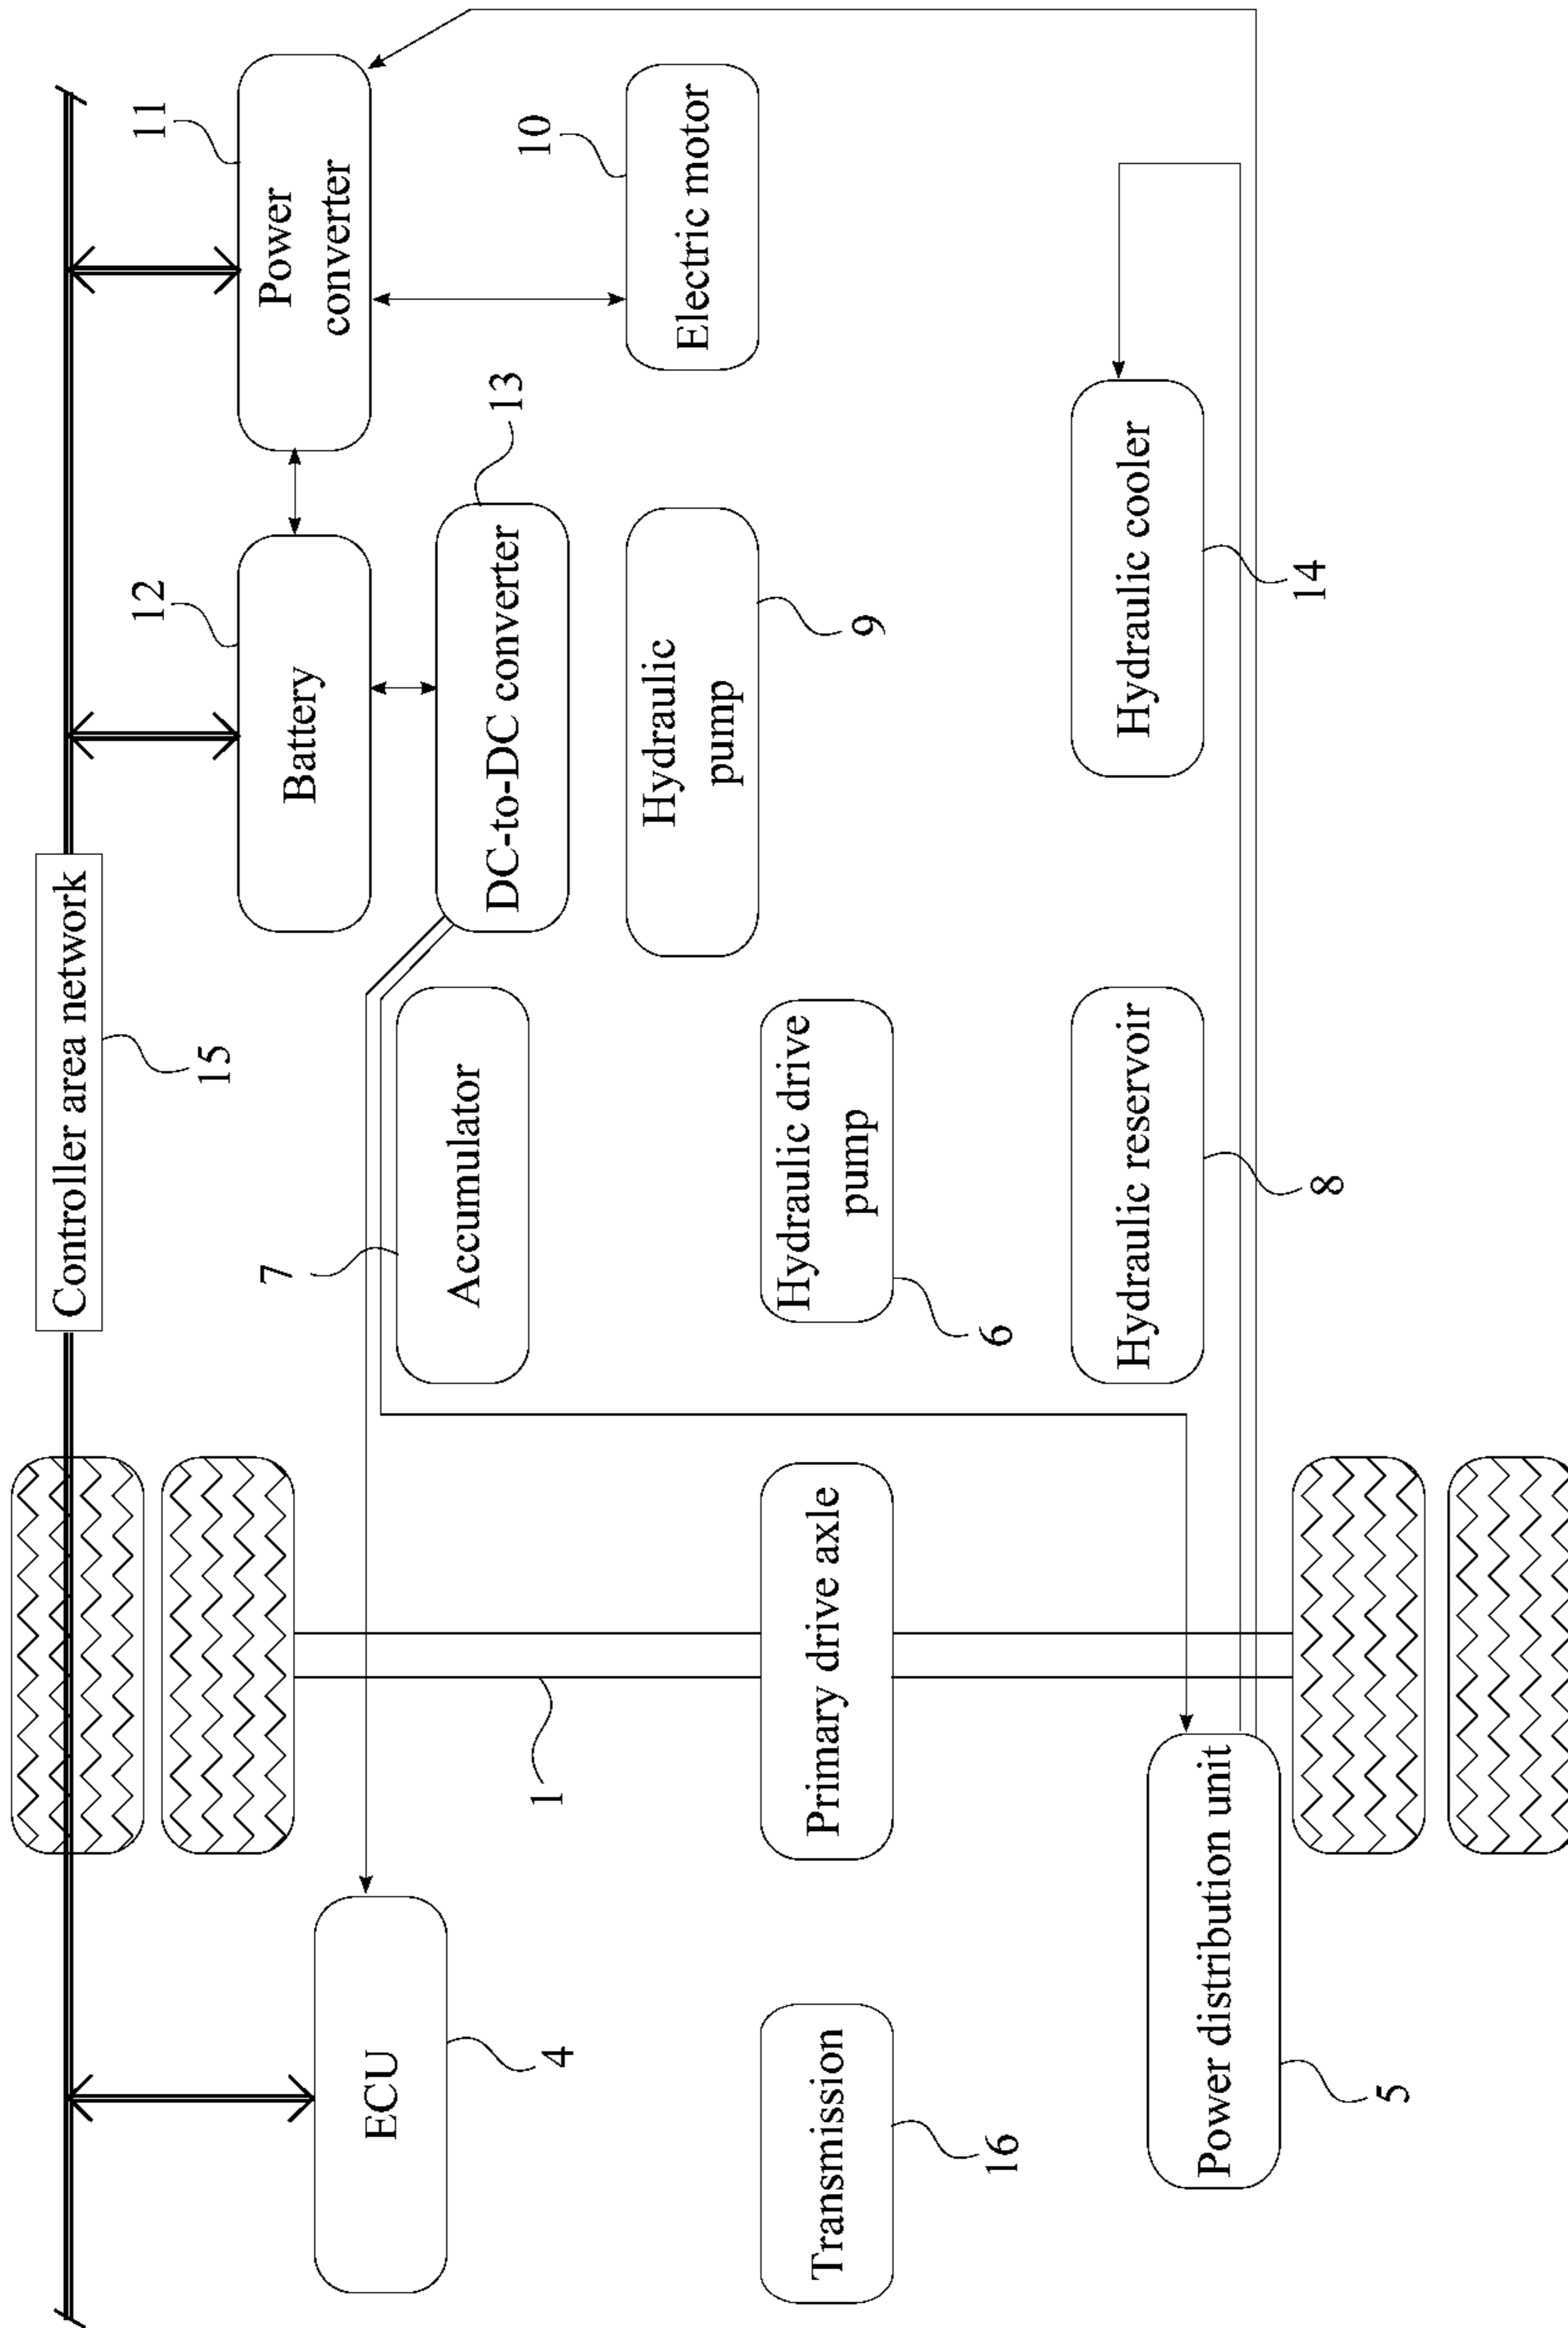 Controller area network
15
ECU
4
12
Battery
11
Power
converter
7
Accumulator
DC-to-DC converter
13
1
Hydraulic
pump
9
10
Electric motor
Transmission
16
Primary drive axle
Hydraulic drive
pump
6
Power distribution unit
5
Hydraulic reservoir
8
Hydraulic cooler
14